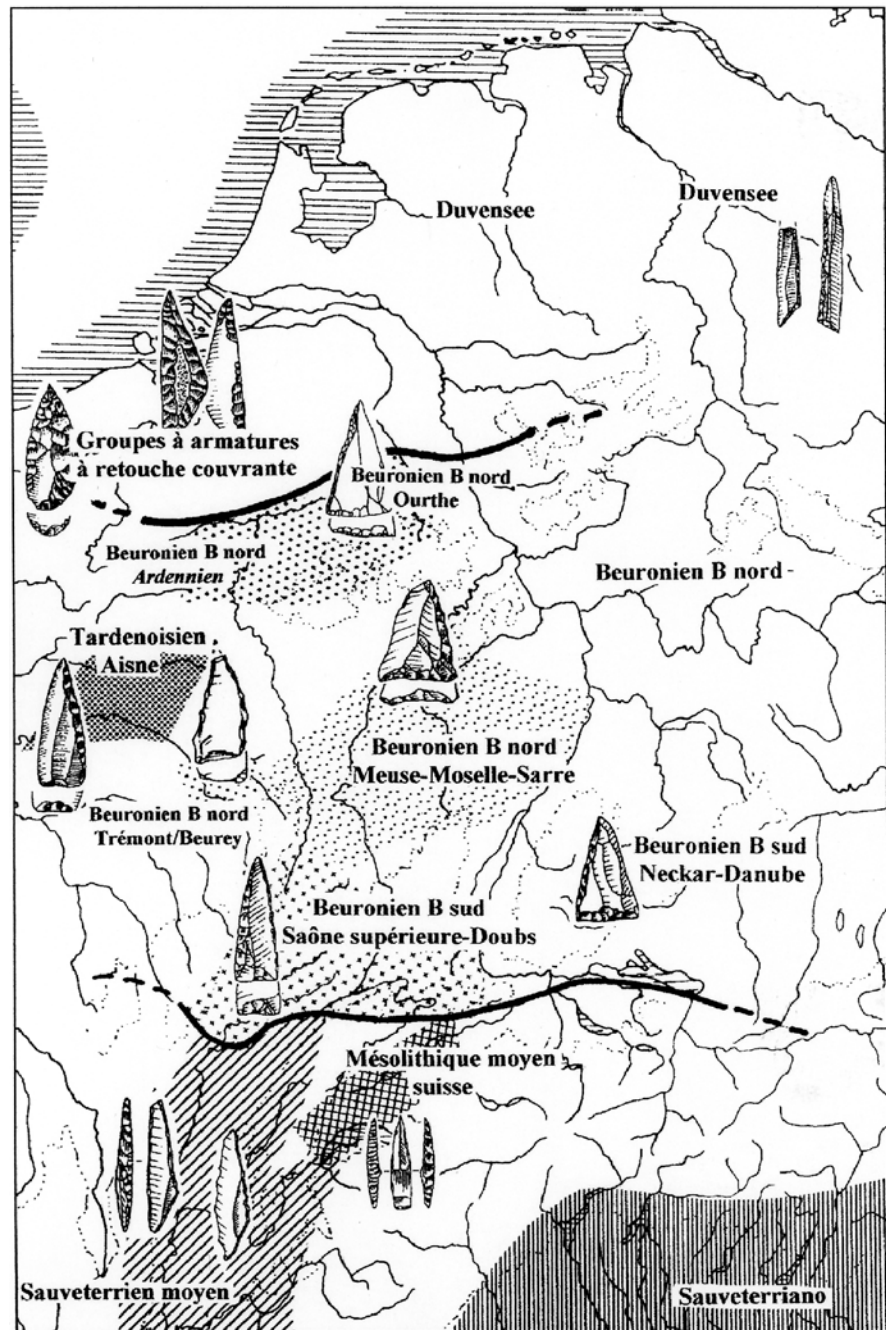 Duvensee
Duvensee
Groupes à armatures
à retouche couvrante
Beuronien B nord
Ourthe
Beuronien B nord
Ardennien
Beuronien B nord
Tardenoisien
Aisne
Beuronien B nord
Meuse-Moselle-Sarre
Beuronien B nord
Trémont/Beurey
Beuronien B sud
Neckar-Danube
Beuronien B sud
Saône supérieure-Doubs
Mésolithique moyen
suisse
Sauveterrien moyen
Sauveterriano